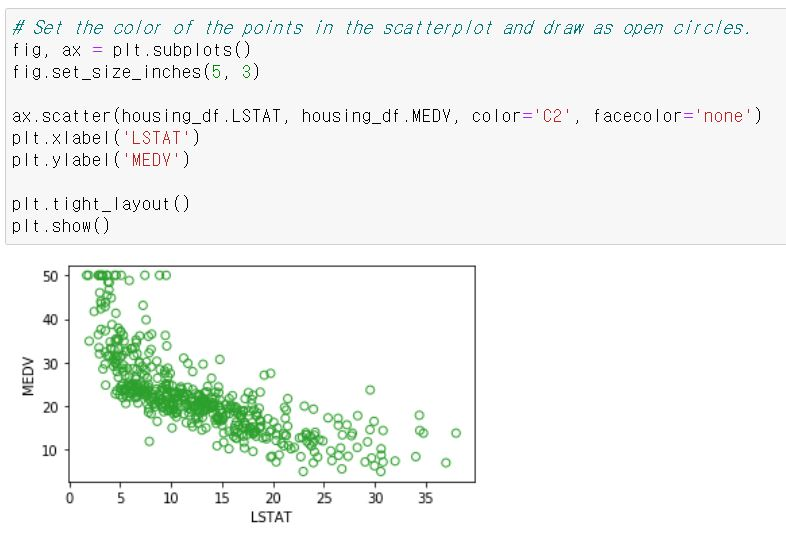 # Set the color of the points in the scatterplot and draw as open circles.
fig, ax = plt.subplots()
fig.set_size_inches(5, 3)
ax.scatter(housing_df.LSTAT, housing_df.MEDV, color='C2', facecolor='none')
plt.xlabel('LSTAT')
plt.ylabel('MEDV')
plt.tight_layout()
plt.show()
50
40
30
20
10
MEDV
0 5 10 15 20 25 30 35
LSTAT